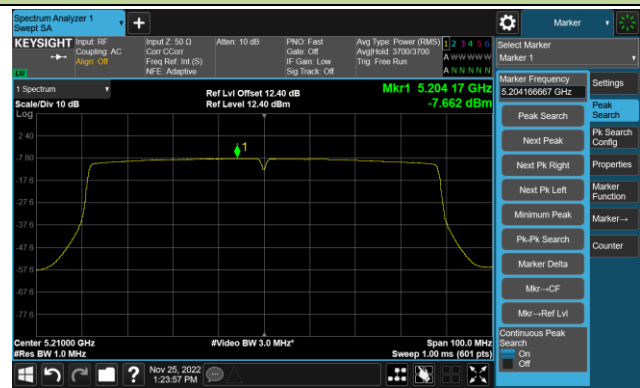 Spectrum Analyzer 1
Swept SA
Marker
KEYSIGHT
Input: RF
Coupling: AC
Align: Off
Input Z: 50 Ω
Corr CCorr
Freq Ref: Int (S)
NFE: Adaptive
Atten: 10 dB
PNO: Fast
Gate: Off
IF Gain: Low
Sig Track: Off
Avg Type: Power (RMS)
Avg|Hold: 3700/3700
Trig: Free Run
1 2 3 4 5 6
A W W W W W
A N N N N N
LXI
Select Marker
Marker 1
1 Spectrum
Scale/Div 10 dB
Log
Ref Lvl Offset 12.40 dB
Ref Level 12.40 dBm
Mkr1 5.204 17 GHz
-7.662 dBm
1
2.40
-7.60
-17.6
-27.6
-37.6
-47.6
-57.6
-67.6
-77.6
Center 5.21000 GHz
#Res BW 1.0 MHz
#Video BW 3.0 MHz*
Span 100.0 MHz
Sweep 1.00 ms (601 pts)
Marker Frequency
5.204166667 GHz
Peak Search
Next Peak
Next Pk Right
Next Pk Left
Minimum Peak
Pk-Pk Search
Marker Delta
Mkr→CF
Mkr→Ref Lvl
Continuous Peak
Search
On
Off
Settings
Peak
Search
Pk Search
Config
Properties
Marker
Function
Marker→
Counter
?
Nov 25, 2022
1:23:57 PM